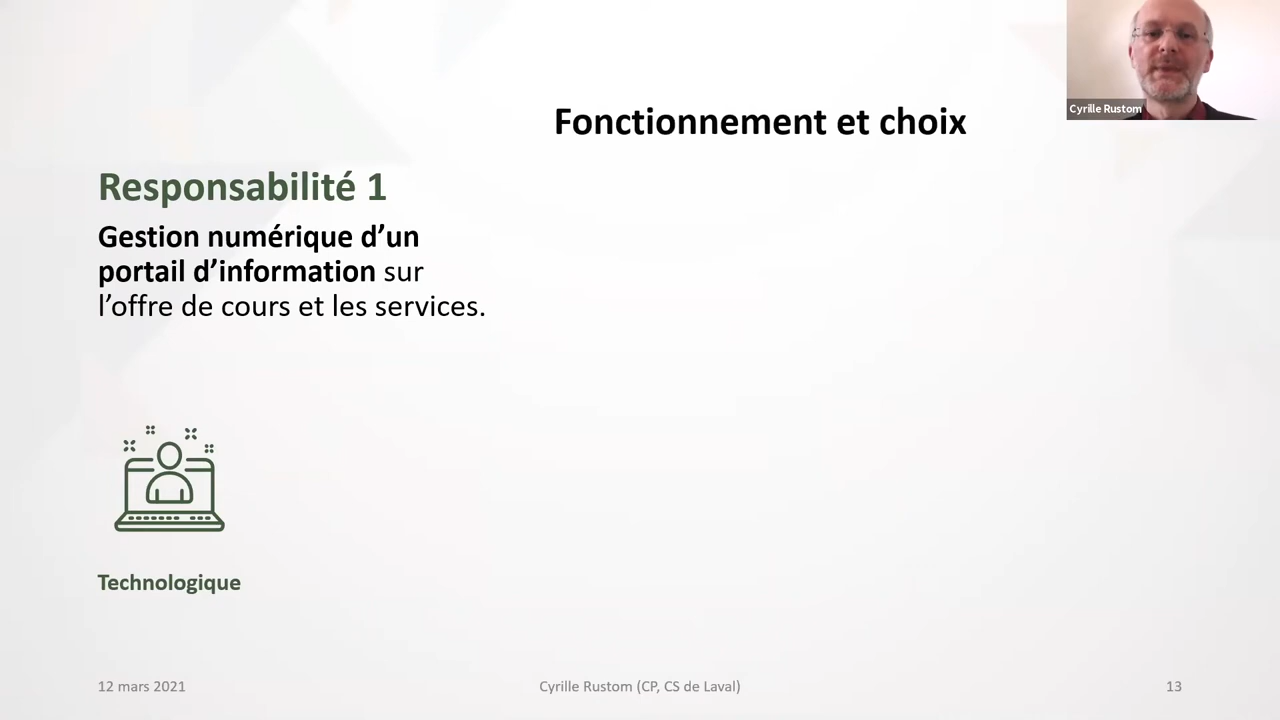 Cyrille Rustom
Fonctionnement et choix
Responsabilité 1
Gestion numérique d’un
portail d’information sur
l’offre de cours et les services.
Technologique
12 mars 2021
Cyrille Rustom (CP, CS de Laval)
13